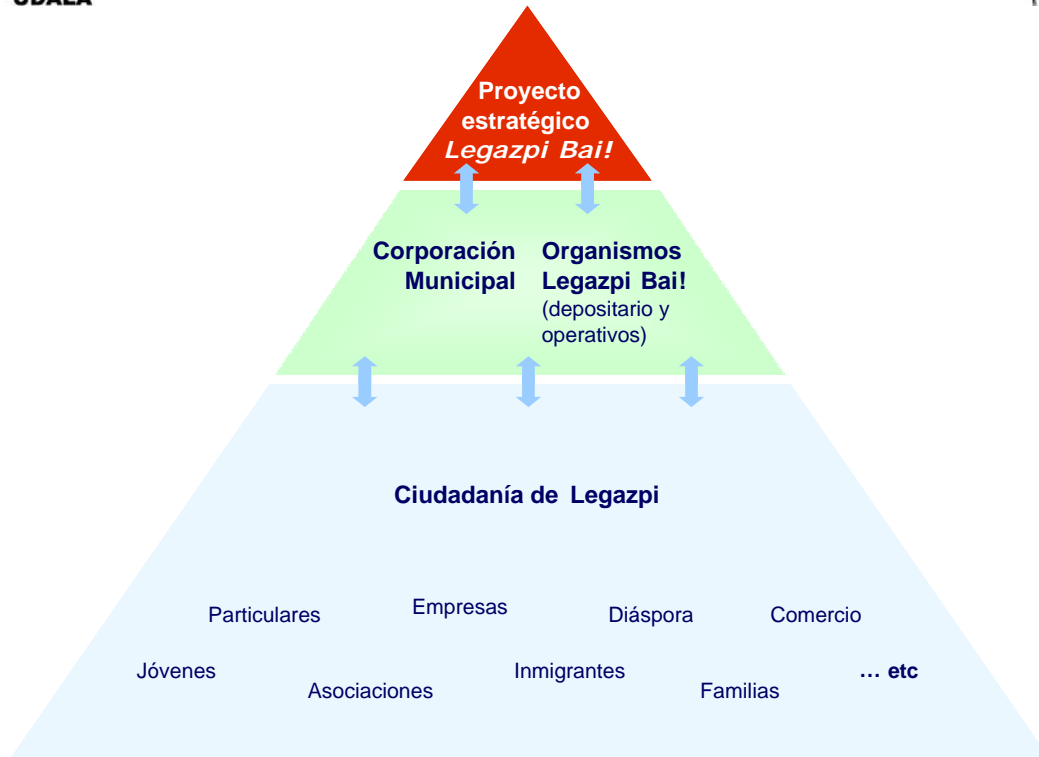 UDALA
Proyecto
estratégico
Legazpi Bai!
Corporación
Municipal
Organismos
Legazpi Bai!
(depositario y
operativos)
Ciudadanía de Legazpi
Particulares Empresas Diáspora Comercio
Jóvenes Asociaciones Inmigrantes Familias … etc